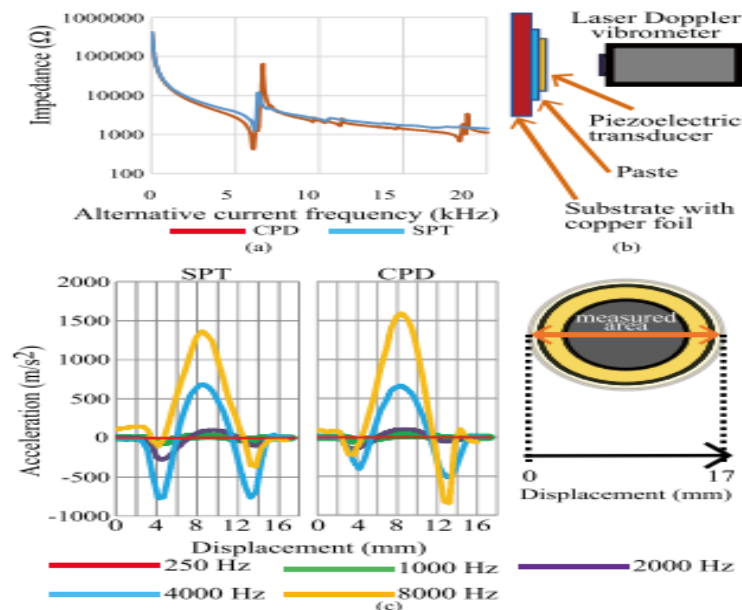 Impedance (Ω)
1000000
1000000
100000
10000
1000
100
0
5
10
15
20
Alternative current frequency (kHz)
CPD
SPT
(a)
Laser Doppler
vibrometer
Piezoelectric
transducer
Paste
Substrate with
copper foil
(b)
SPT
CPD
Acceleration (m/s²)
2000
1500
1000
500
0
-500
-1000
0 4 8 12 16
0 4 8 12 16
Displacement (mm)
measured
area
0
17
Displacement (mm)
250 Hz
1000 Hz
2000 Hz
4000 Hz
8000 Hz
(c)